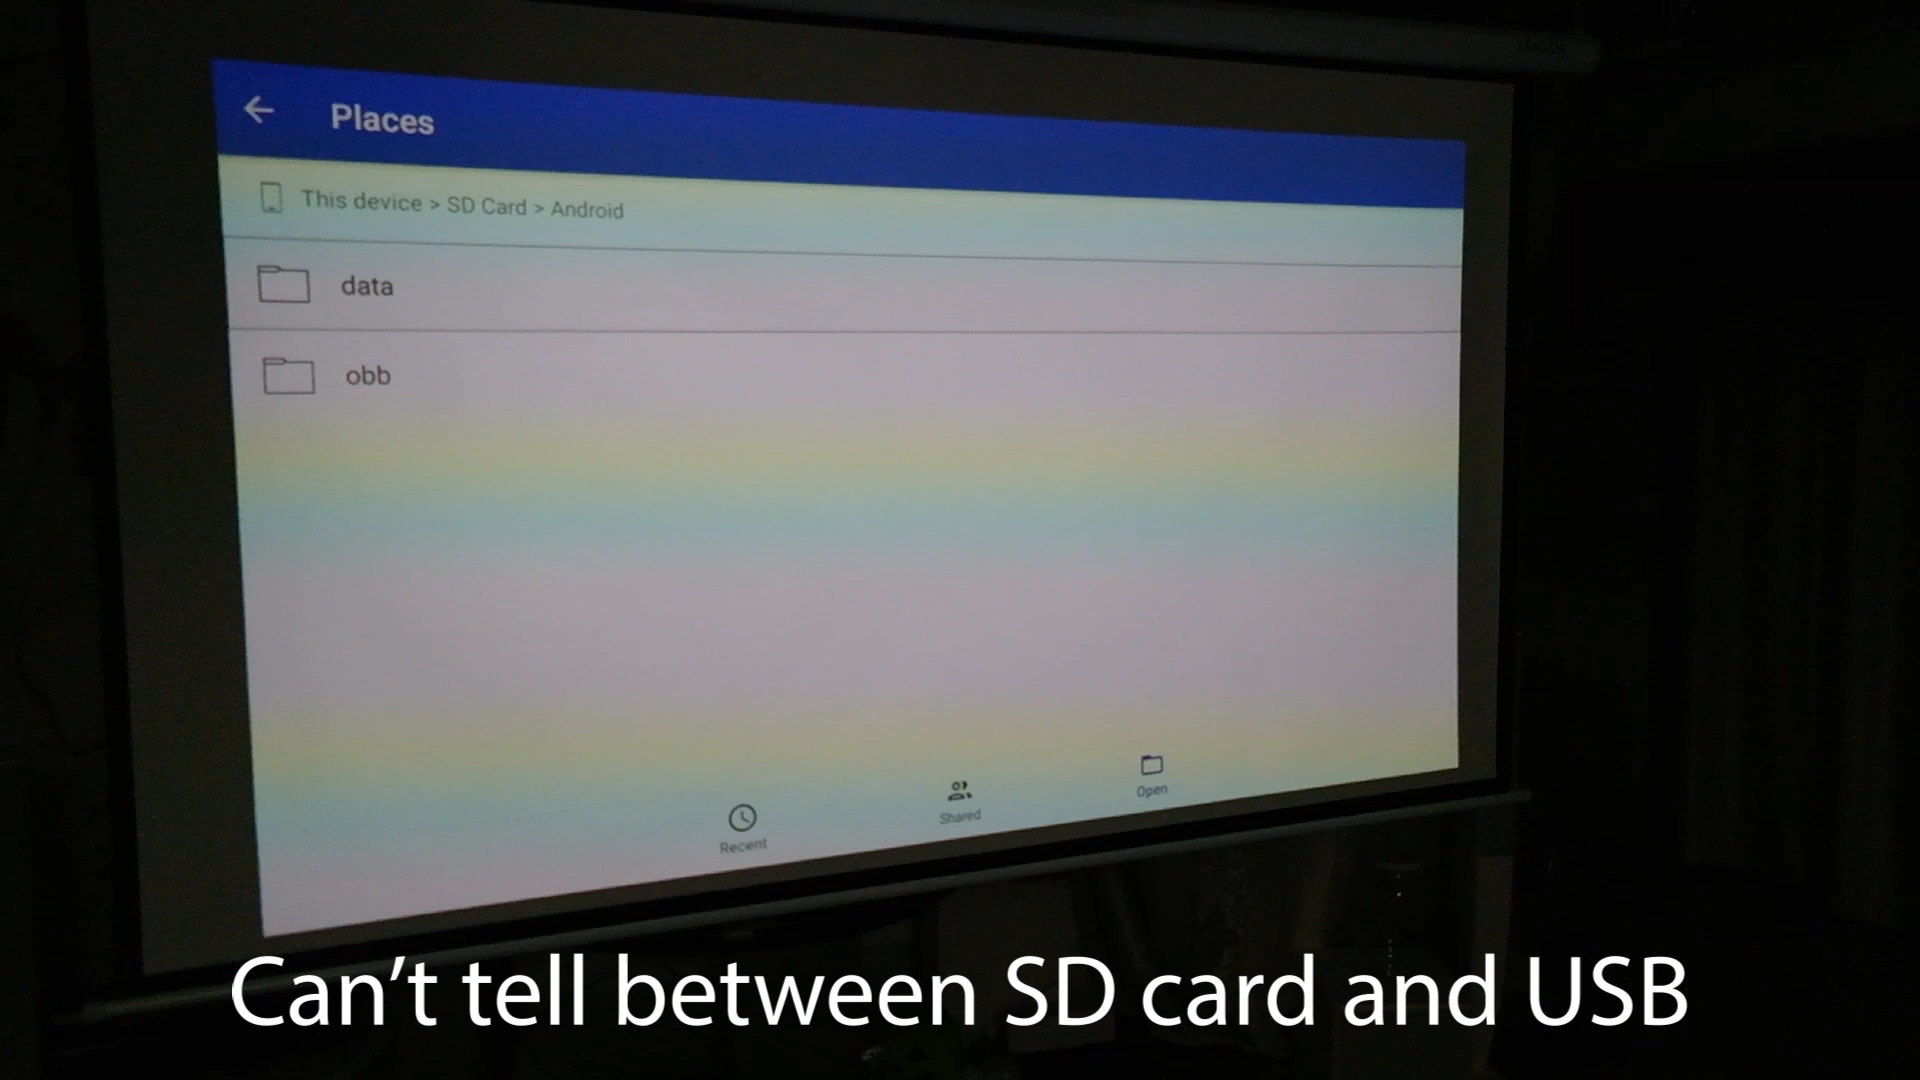 Places
This device > SD Card > Android
data
obb
Recent
Shared
Open
Can't tell between SD card and USB